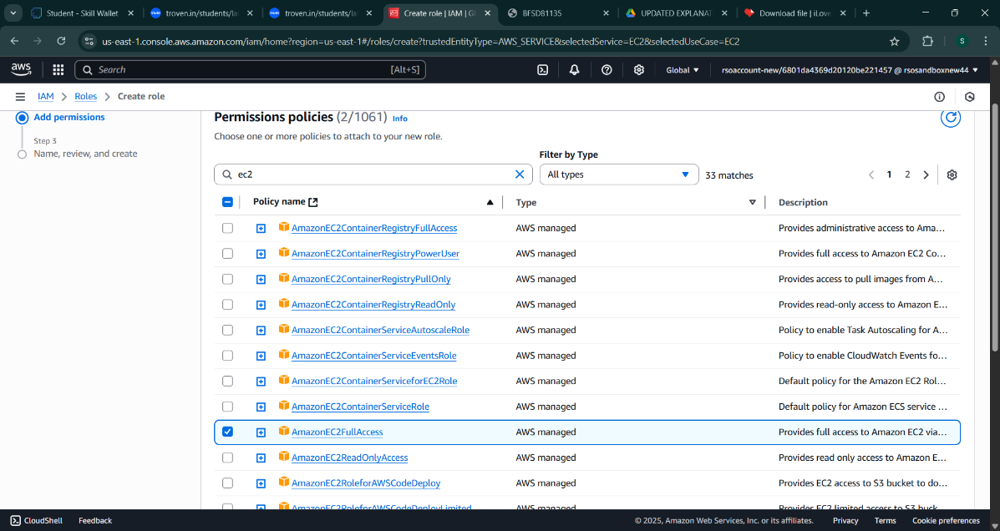 Student - Skill Wallet
troven.in/students/la
troven.in/students/la
Create role | IAM | Gl
BFSD81135
UPDATED EXPLANAT
Download file | iLove
us-east-1.console.aws.amazon.com/iam/home?region=us-east-1#/roles/create?trustedEntityType=AWS_SERVICE&selectedService=EC2&selectedUseCase=EC2
S
aws
Search
[Alt+S]
Global
rsoaccount-new/6801da4369d20120be221457 @ rsosandboxnew44
IAM
Roles
Create role
Add permissions
Step 3
Name, review, and create
Permissions policies (2/1061) Info
Choose one or more policies to attach to your new role.
Filter by Type
ec2
All types
33 matches
1
2
Policy name
Type
Description
AmazonEC2ContainerRegistryFullAccess AWS managed Provides administrative access to Ama...
AmazonEC2ContainerRegistryPowerUser AWS managed Provides full access to Amazon EC2 Co...
AmazonEC2ContainerRegistryPullOnly AWS managed Provides access to pull images from A...
AmazonEC2ContainerRegistryReadOnly AWS managed Provides read-only access to Amazon E...
AmazonEC2ContainerServiceAutoscaleRole AWS managed Policy to enable Task Autoscaling for A...
AmazonEC2ContainerServiceEventsRole AWS managed Policy to enable CloudWatch Events fo...
AmazonEC2ContainerServiceforEC2Role AWS managed Default policy for the Amazon EC2 Rol...
AmazonEC2ContainerServiceRole AWS managed Default policy for Amazon ECS service ...
AmazonEC2FullAccess AWS managed Provides full access to Amazon EC2 via...
AmazonEC2ReadOnlyAccess AWS managed Provides read only access to Amazon E...
AmazonEC2RoleforAWSCodeDeploy AWS managed Provides EC2 access to S3 bucket to do...
AmazonEC2RoleforAWSCodeDeployLimited AWS managed Provides EC2 limited access to S3 buck
CloudShell
Feedback
© 2025, Amazon Web Services, Inc. or its affiliates.
Privacy
Terms
Cookie preferences